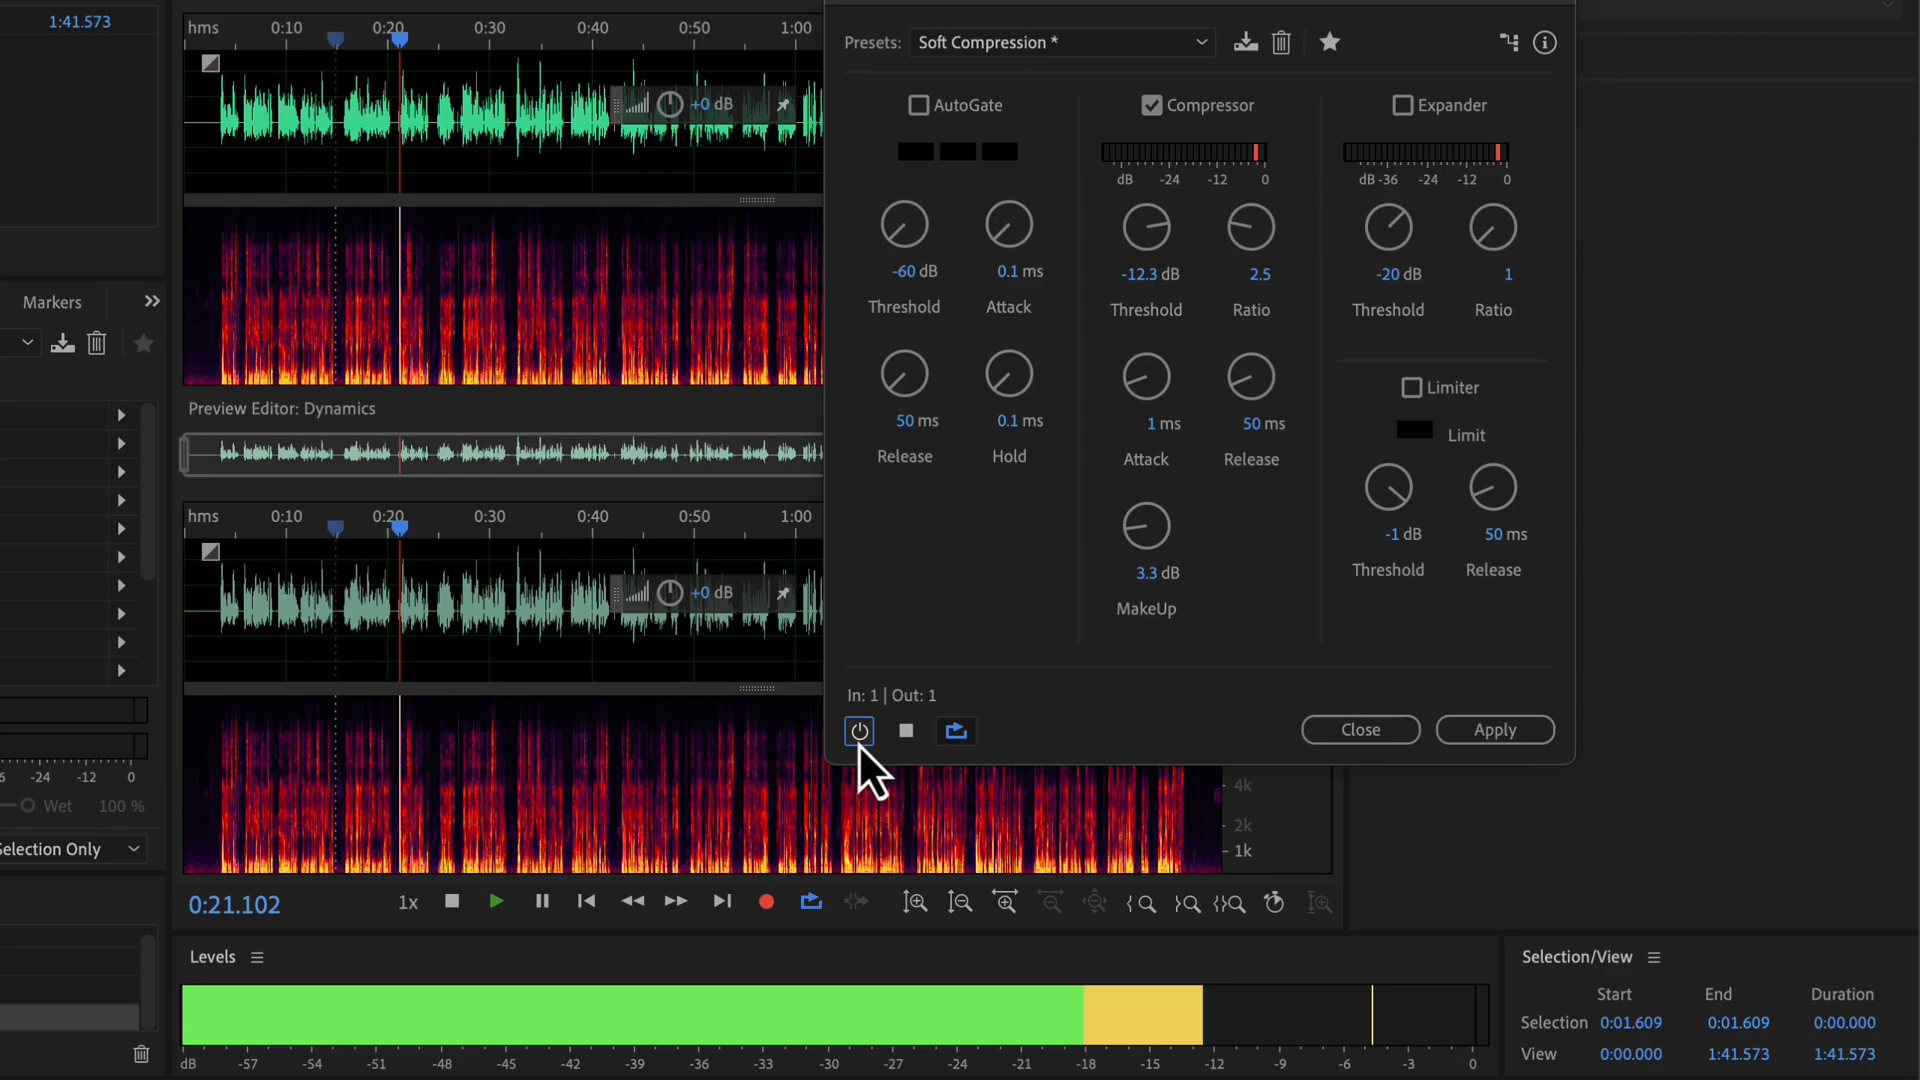 1:41.573
hms 0:10 0:20 0:30 0:40 0:50 1:00
+0 dB
Markers
Preview Editor: Dynamics
hms 0:10 0:20 0:30 0:40 0:50 1:00
+0 dB
-24 -12 0
Wet 100 %
Selection Only
Presets: Soft Compression *
AutoGate
-60 dB 0.1 ms
Threshold Attack
50 ms 0.1 ms
Release Hold
Compressor
dB -24 -12 0
-12.3 dB 2.5
Threshold Ratio
1 ms 50 ms
Attack Release
3.3 dB
MakeUp
Expander
dB -36 -24 -12 0
-20 dB 1
Threshold Ratio
Limiter
Limit
-1 dB 50 ms
Threshold Release
In: 1 | Out: 1
Close Apply
4k
2k
1k
0:21.102 1x
Levels
dB -57 -54 -51 -48 -45 -42 -39 -36 -33 -30 -27 -24 -21 -18 -15 -12 -9 -6 -3 0
Selection/View
Start End Duration
Selection 0:01.609 0:01.609 0:00.000
View 0:00.000 1:41.573 1:41.573